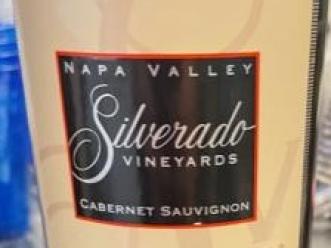 NAPA VALLEY
Silverado
VINEYARDS
CABERNET SAUVIGNON